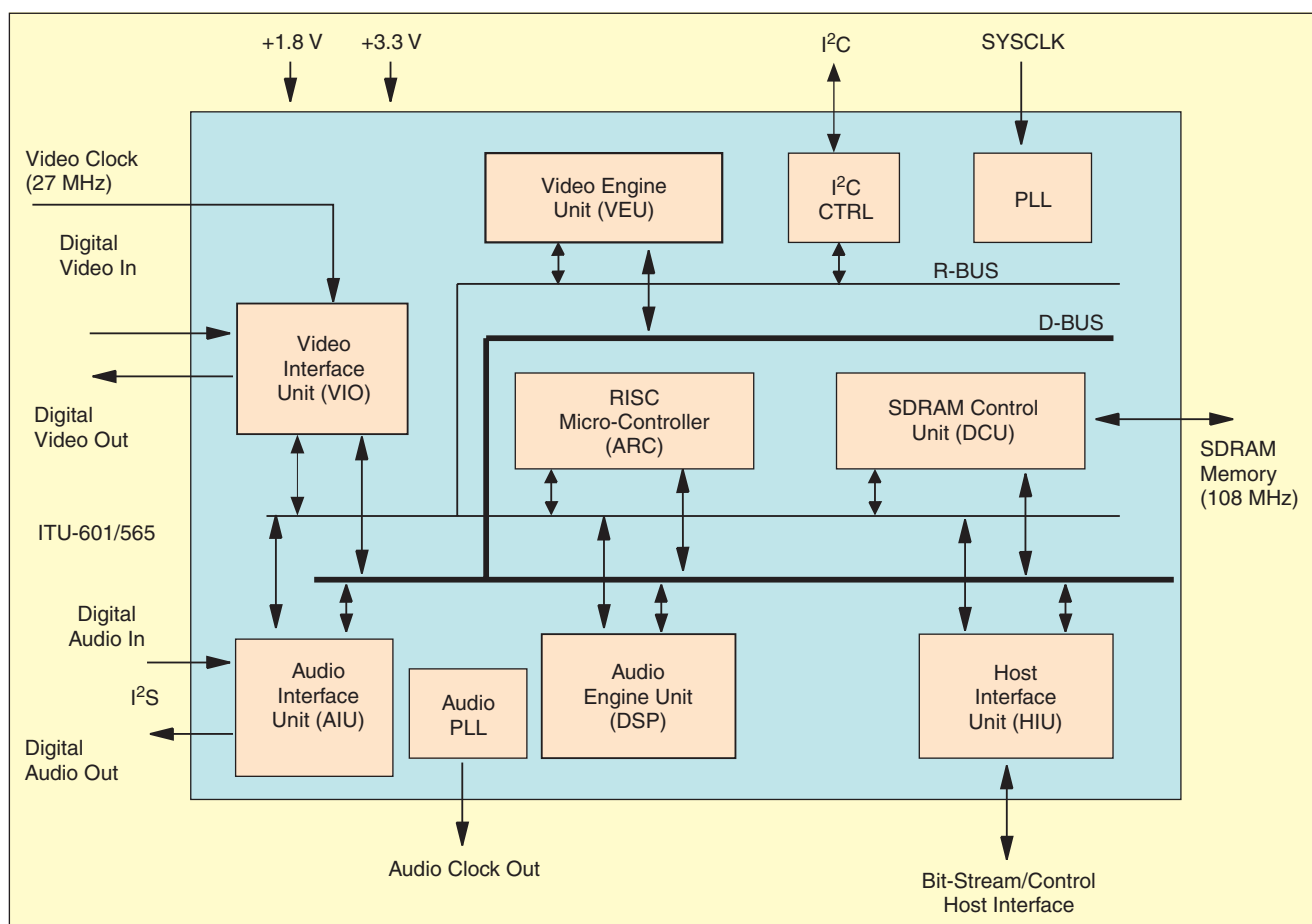 +1.8 V
+3.3 V
I²C
SYSCLK
Video Clock
(27 MHz)
Video Engine
Unit (VEU)
I²C
CTRL
PLL
Digital
Video In
R-BUS
D-BUS
Video
Interface
Unit (VIO)
RISC
Micro-Controller
(ARC)
SDRAM Control
Unit (DCU)
Digital
Video Out
SDRAM
Memory
(108 MHz)
ITU-601/565
Digital
Audio In
Audio
Interface
Unit (AIU)
Audio
PLL
Audio
Engine Unit
(DSP)
Host
Interface
Unit (HIU)
I²S
Digital
Audio Out
Audio Clock Out
Bit-Stream/Control
Host Interface